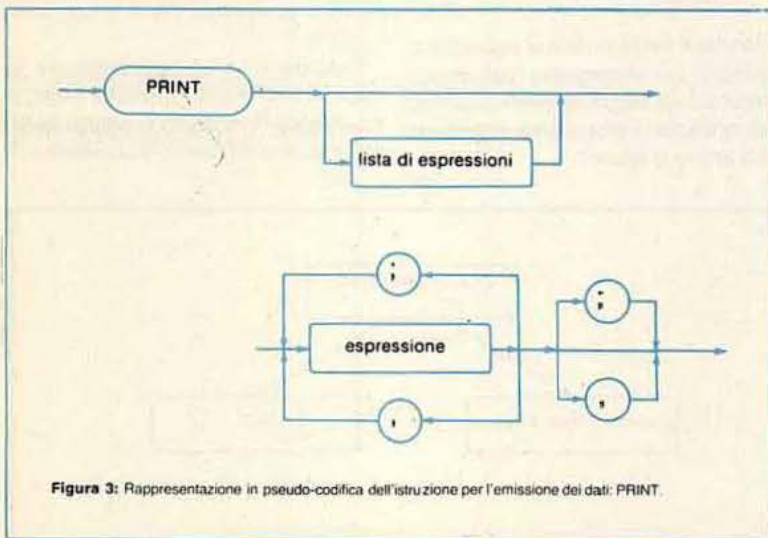 PRINT
lista di espressioni
;
espressione
;
,
,
Figura 3: Rappresentazione in pseudo-codifica dell'istruzione per l'emissione dei dati: PRINT.